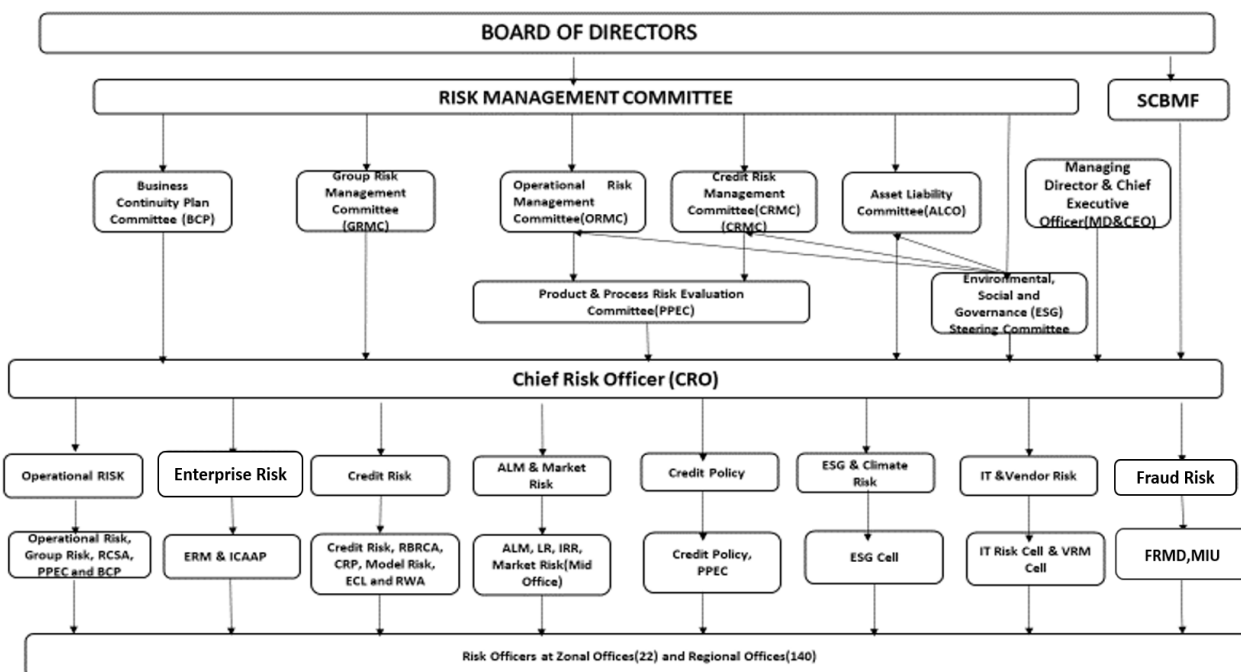 BOARD OF DIRECTORS
RISK MANAGEMENT COMMITTEE
SCBMF
Business
Continuity Plan
Committee (BCP)
Group Risk
Management
Committee
(GRMC)
Operational Risk
Management
Committee(ORMC)
Credit Risk
Management
Committee(CRMC)
(CRMC)
Asset Liability
Committee(ALCO)
Managing
Director & Chief
Executive
Officer(MD&CEO)
Product & Process Risk Evaluation
Committee(PPEC)
Environmental,
Social and
Governance (ESG)
Steering Committee
Chief Risk Officer (CRO)
Operational RISK
Enterprise Risk
Credit Risk
ALM & Market
Risk
Credit Policy
ESG & Climate
Risk
IT &Vendor Risk
Fraud Risk
Operational Risk,
Group Risk, RCSA,
PPEC and BCP
ERM & ICAAP
Credit Risk, RBRCA,
CRP, Model Risk,
ECL and RWA
ALM, LR, IRR,
Market Risk(Mid
Office)
Credit Policy,
PPEC
ESG Cell
IT Risk Cell & VRM
Cell
FRMD,MIU
Risk Officers at Zonal Offices(22) and Regional Offices(140)